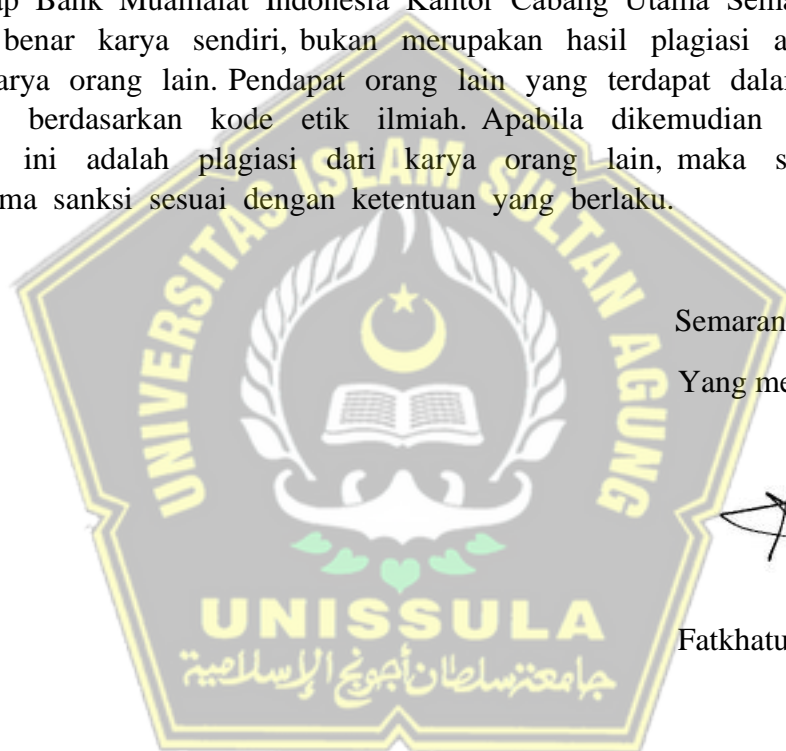 ap Bank Muamalat Indonesia Kantor Cabang Utama Sema
benar karya sendiri, bukan merupakan hasil plagiasi a
karya orang lain. Pendapat orang lain yang terdapat dala
berdasarkan kode etik ilmiah. Apabila dikemudian
ini adalah plagiasi dari karya orang lain, maka s
ma sanksi sesuai dengan ketentuan yang berlaku.
UNIVERSITAS ISLAM SULTAN AGUNG
Semaran
Yang me
UNISSULA
جامعة سلطان أجونج الإسلامية
Fatkhatu